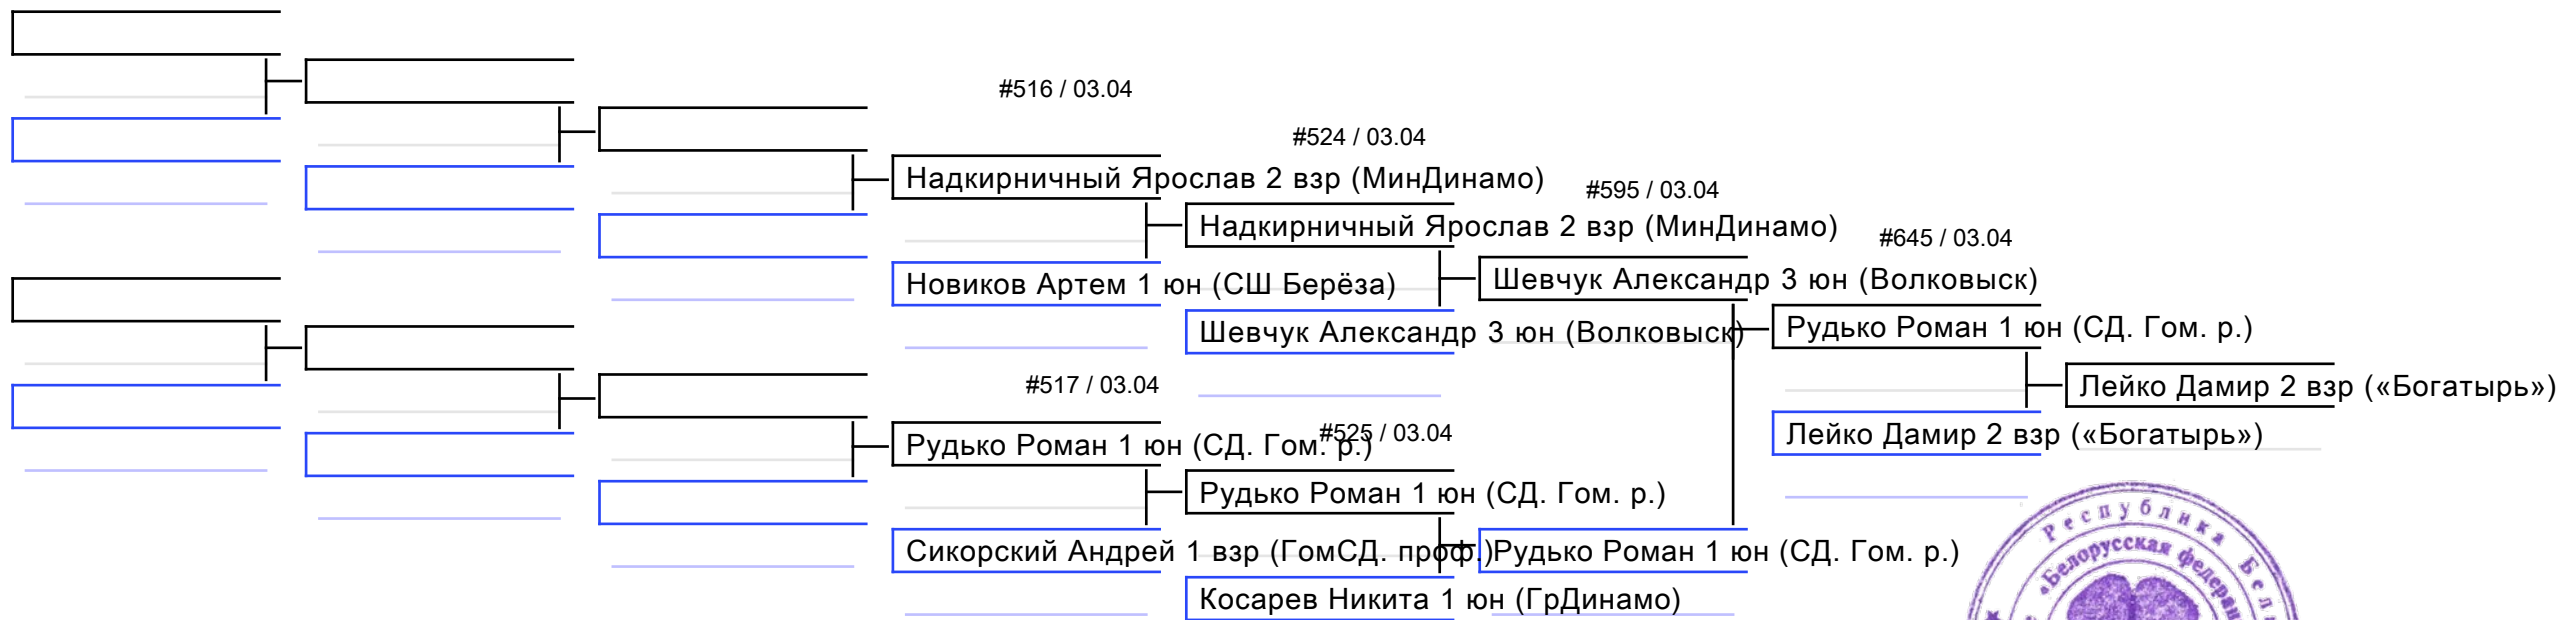 #516 / 03.04
#524 / 03.04
Надкирничный Ярослав 2 взр (МинДинамо)
#595 / 03.04
Надкирничный Ярослав 2 взр (МинДинамо)
#645 / 03.04
Новиков Артем 1 юн (СШ Берёза)
Шевчук Александр 3 юн (Волковыск)
Шевчук Александр 3 юн (Волковыск)
Рудько Роман 1 юн (СД. Гом. р.)
#517 / 03.04
Лейко Дамир 2 взр («Богатырь»)
#525 / 03.04
Рудько Роман 1 юн (СД. Гом. р.)
Лейко Дамир 2 взр («Богатырь»)
Рудько Роман 1 юн (СД. Гом. р.)
Сикорский Андрей 1 взр (ГомСД. проф.)
Рудько Роман 1 юн (СД. Гом. р.)
Косарев Никита 1 юн (ГрДинамо)
Республика
«Белорусская